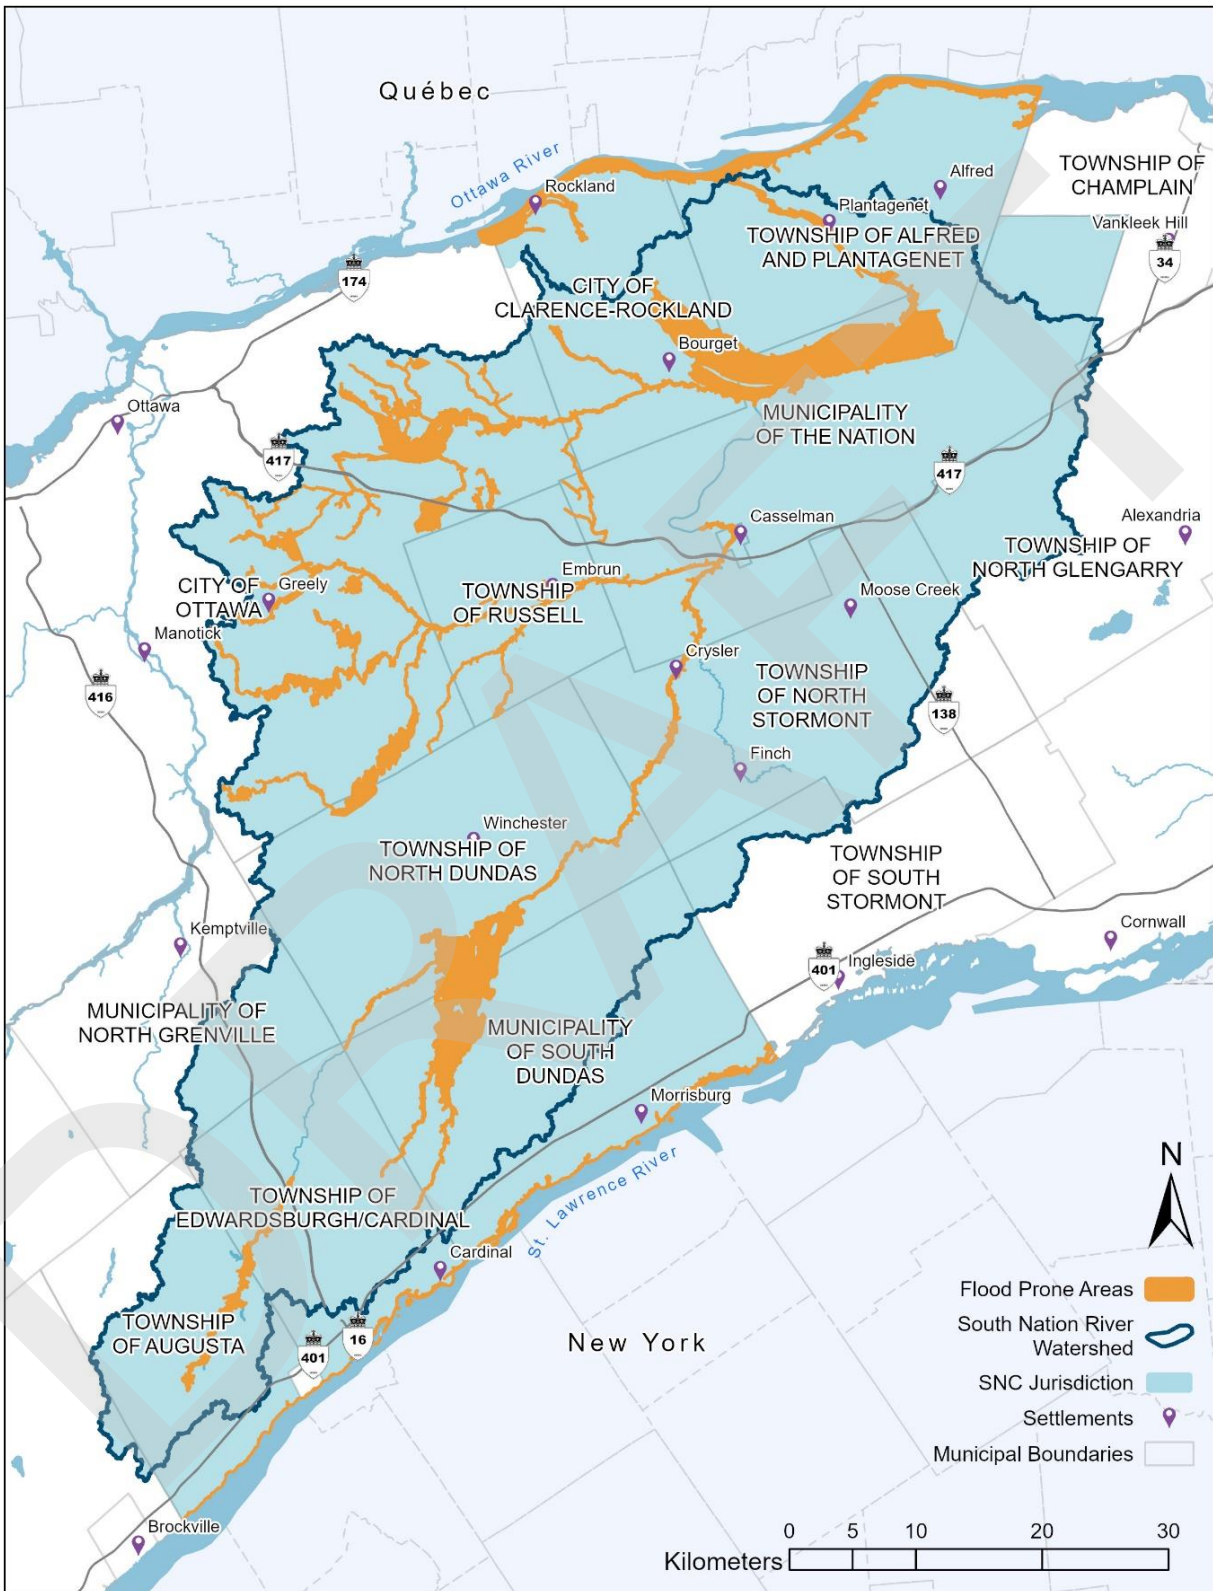 Québec
Ottawa River
Rockland
Alfred
TOWNSHIP OF
CHAMPLAIN
Plantagenet
Vankleek Hill
TOWNSHIP OF ALFRED
AND PLANTAGENET
34
174
CITY OF
CLARENCE-ROCKLAND
Bourget
Ottawa
MUNICIPALITY
OF THE NATION
417
417
Casselman
Alexandria
TOWNSHIP OF
NORTH GLENGARRY
Embrun
CITY OF
OTTAWA
Greely
TOWNSHIP
OF RUSSELL
Moose Creek
Manotick
Crysler
TOWNSHIP
OF NORTH
STORMONT
416
138
Finch
Winchester
TOWNSHIP OF
NORTH DUNDAS
TOWNSHIP
OF SOUTH
STORMONT
Kemptville
Cornwall
401
Ingleside
MUNICIPALITY OF
NORTH GRENVILLE
MUNICIPALITY
OF SOUTH
DUNDAS
Morrisburg
St. Lawrence River
TOWNSHIP OF
EDWARDSBURGH/CARDINAL
Cardinal
TOWNSHIP
OF AUGUSTA
16
401
New York
Brockville
N
Flood Prone Areas
South Nation River
Watershed
SNC Jurisdiction
Settlements
Municipal Boundaries
0 5 10 20 30
Kilometers
DRAFT